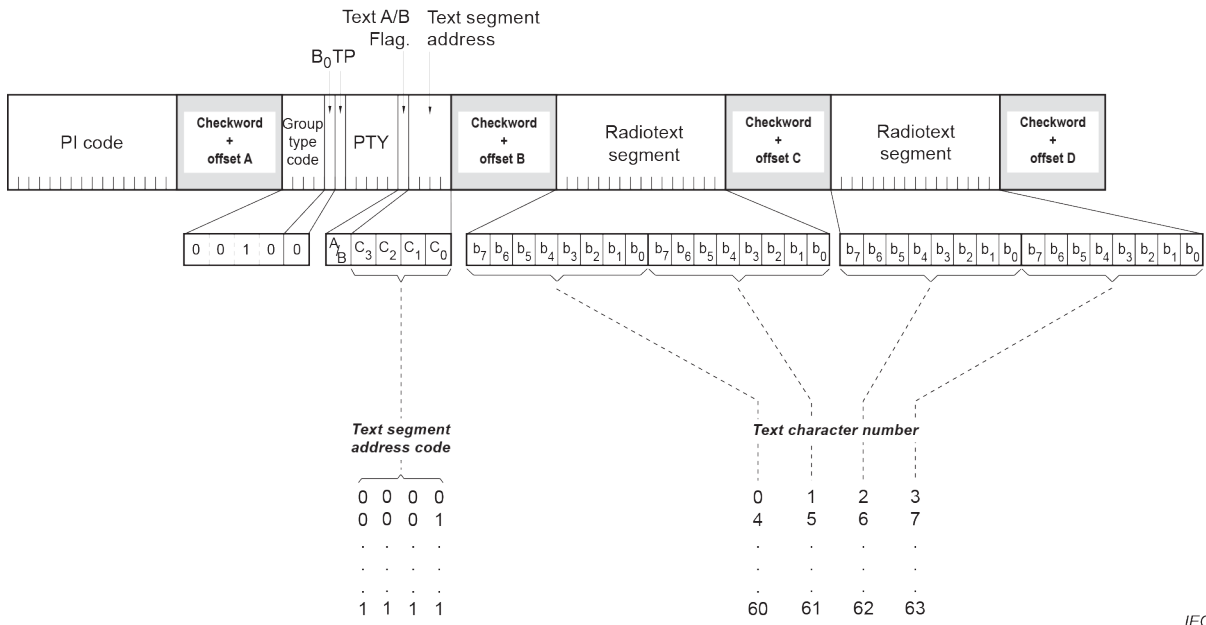 Text A/B Text segment
Flag. address
B0TP
PI code
Checkword
+
offset A
Group
type
code
PTY
Checkword
+
offset B
Radiotext
segment
Checkword
+
offset C
Radiotext
segment
Checkword
+
offset D
0 0 1 0 0
A/B C3 C2 C1 C0
b7 b6 b5 b4 b3 b2 b1 b0 b7 b6 b5 b4 b3 b2 b1 b0
b7 b6 b5 b4 b3 b2 b1 b0 b7 b6 b5 b4 b3 b2 b1 b0
Text segment
address code
Text character number
0 0 0 0 0 1 2 3
0 0 0 1 4 5 6 7
. . . . . . . .
. . . . . . . .
1 1 1 1 60 61 62 63
IEC